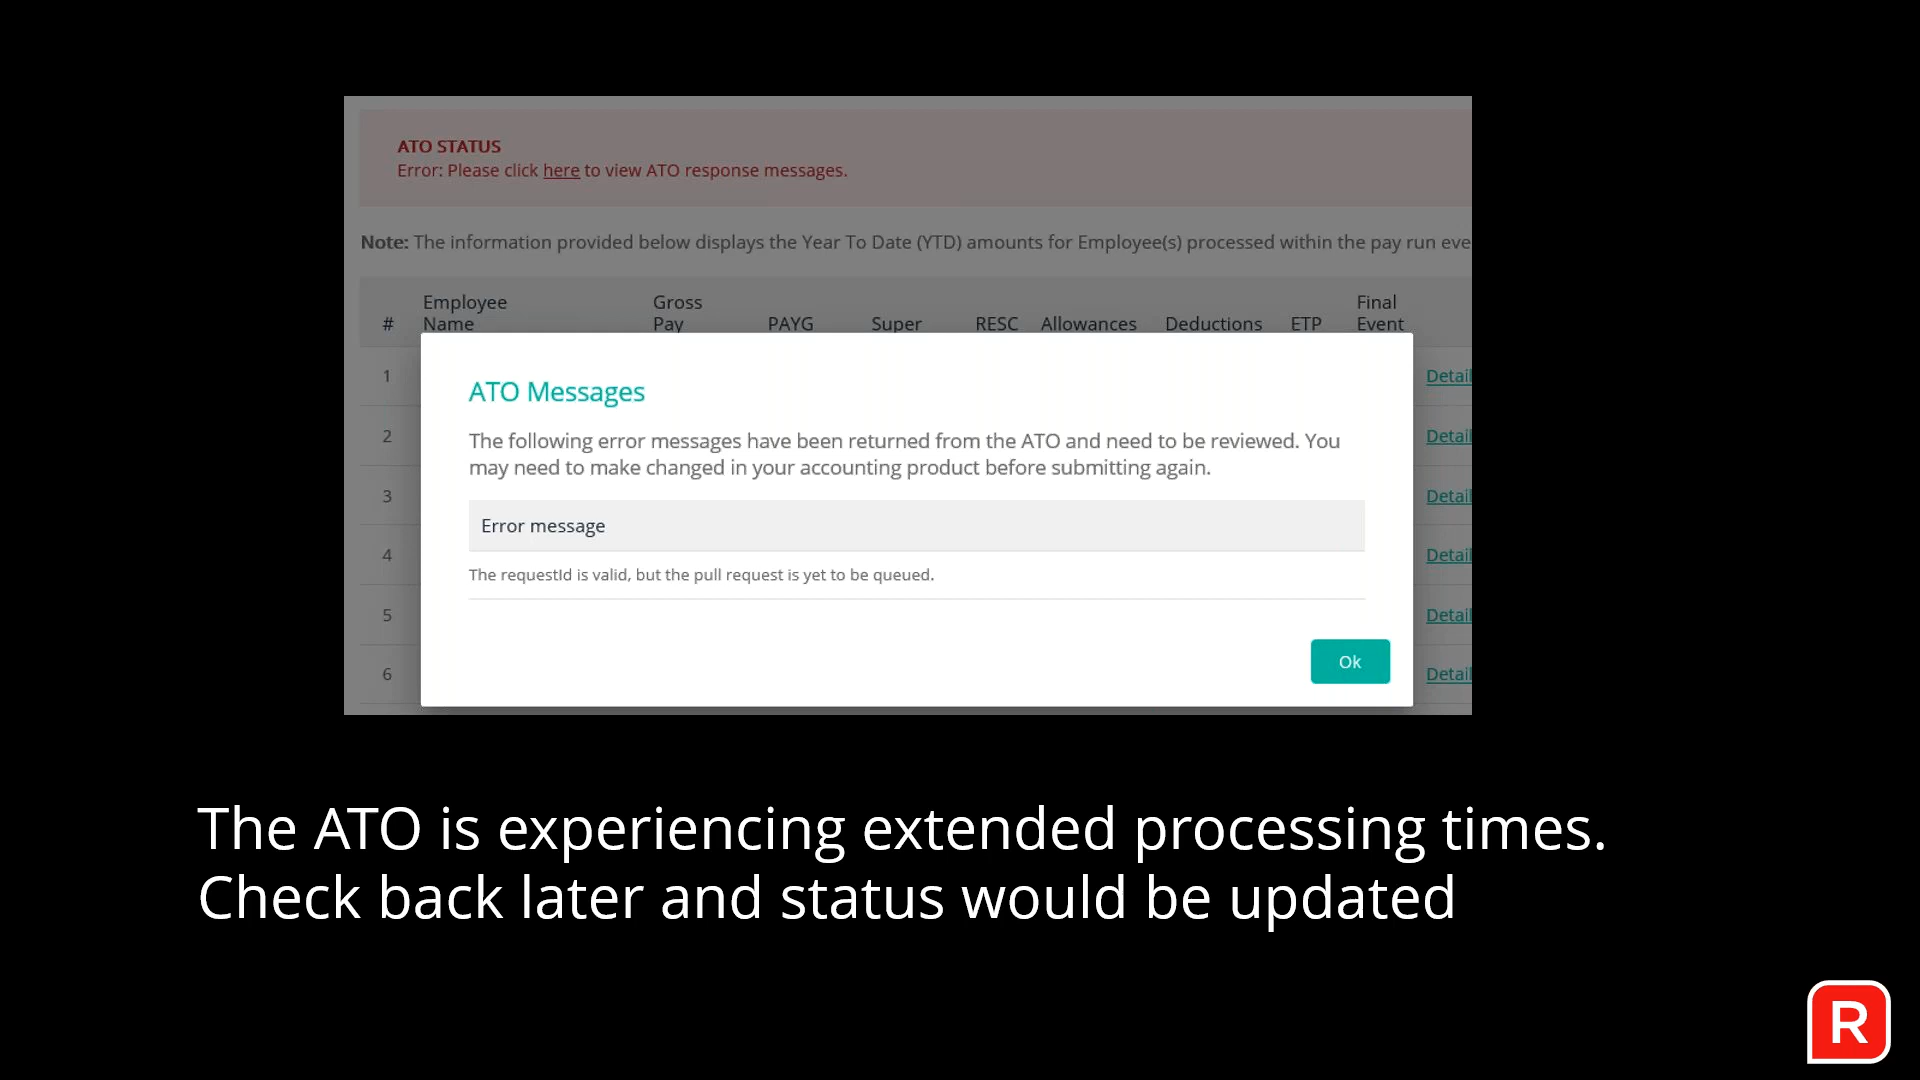 ATO STATUS
Error: Please click here to view ATO response messages.
Note: The information provided below displays the Year To Date (YTD) amounts for Employee(s) processed within the pay run eve
# Employee Name Gross Pay PAYG Super RESC Allowances Deductions ETP Final Event
1 Detail
2 Detail
3 Detail
4 Detail
5 Detail
6 Detail
ATO Messages
The following error messages have been returned from the ATO and need to be reviewed. You
may need to make changed in your accounting product before submitting again.
Error message
The requestId is valid, but the pull request is yet to be queued.
Ok
The ATO is experiencing extended processing times.
Check back later and status would be updated
R